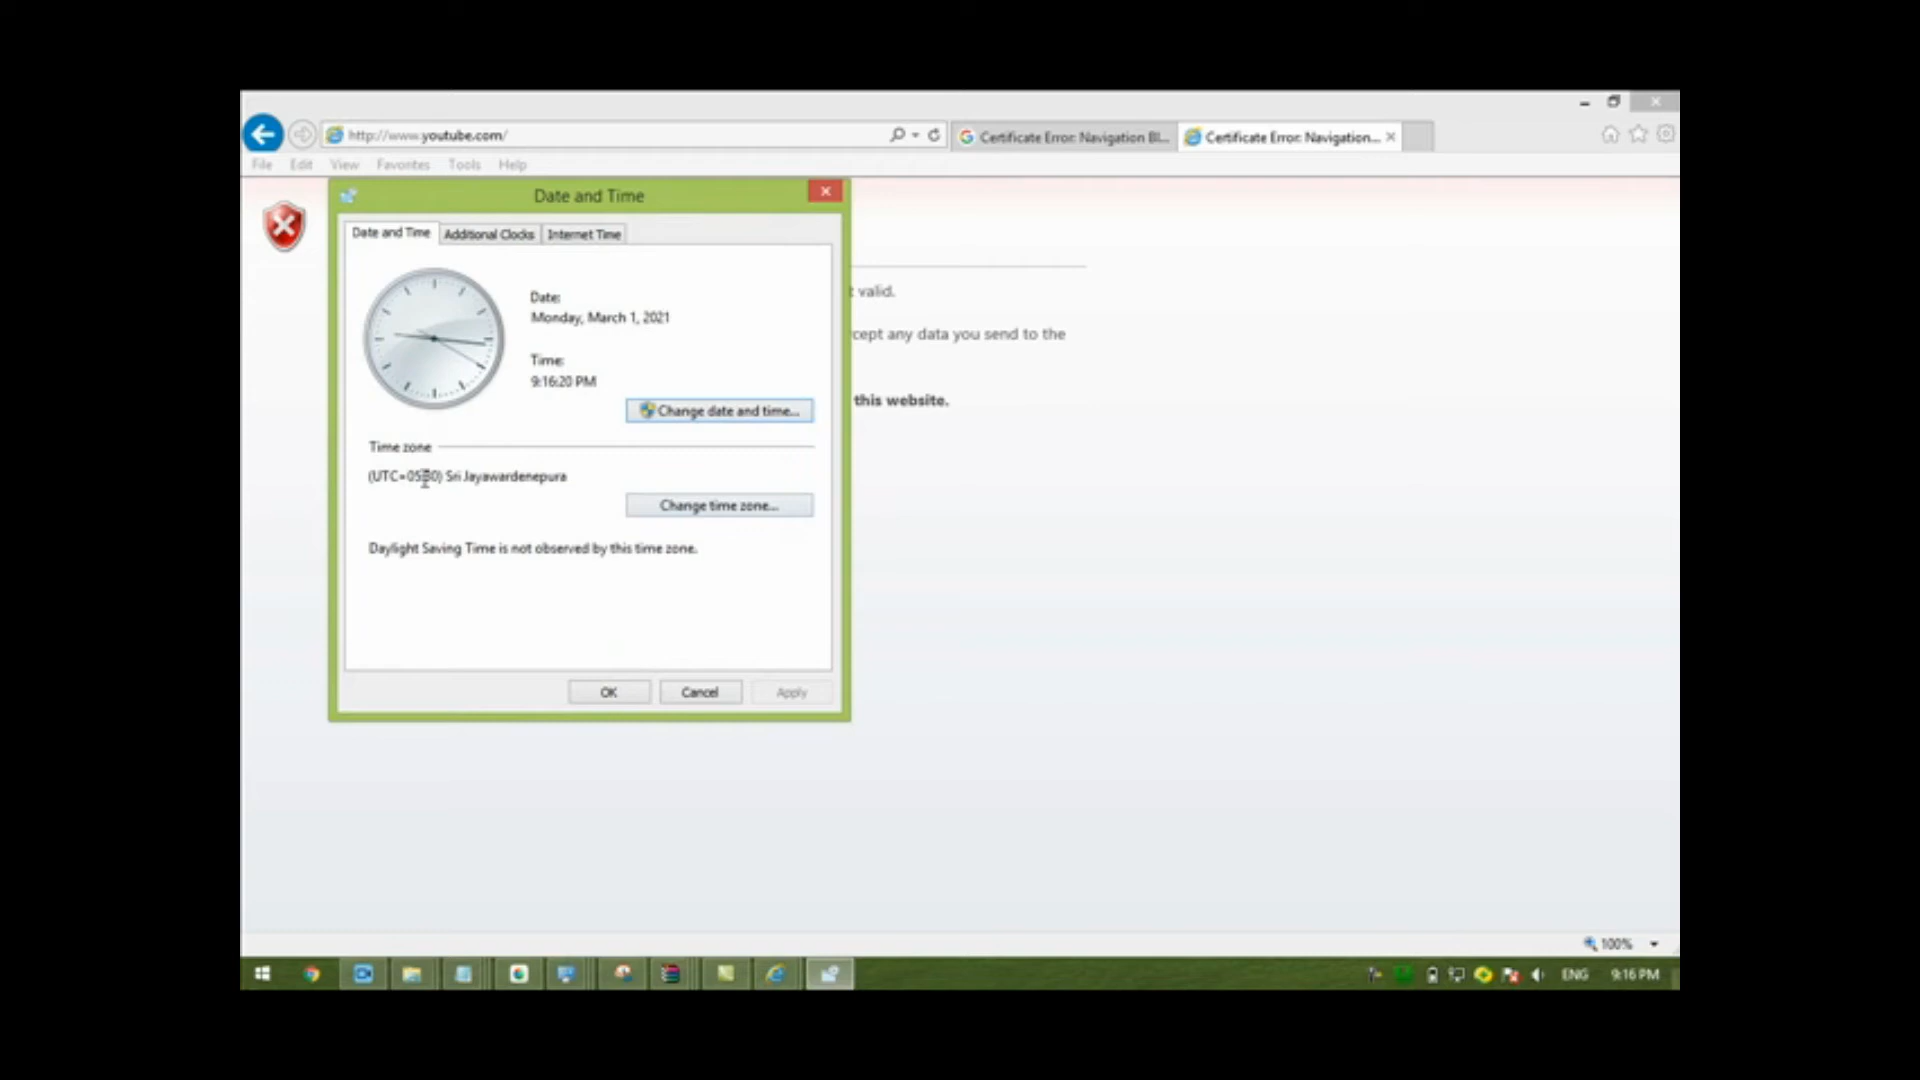 http://www.youtube.com/
Certificate Error: Navigation Bl...
Certificate Error: Navigation...
File Edit View Favorites Tools Help
Date and Time
Date and Time Additional Clocks Internet Time
Date:
Monday, March 1, 2021
Time:
9:16:20 PM
Change date and time...
Time zone
Sri Jayawardenepura
Change time zone...
Daylight Saving Time is not observed by this time zone.
OK Cancel Apply
t valid.
cept any data you send to the
this website.
100%
ENG 9:16 PM